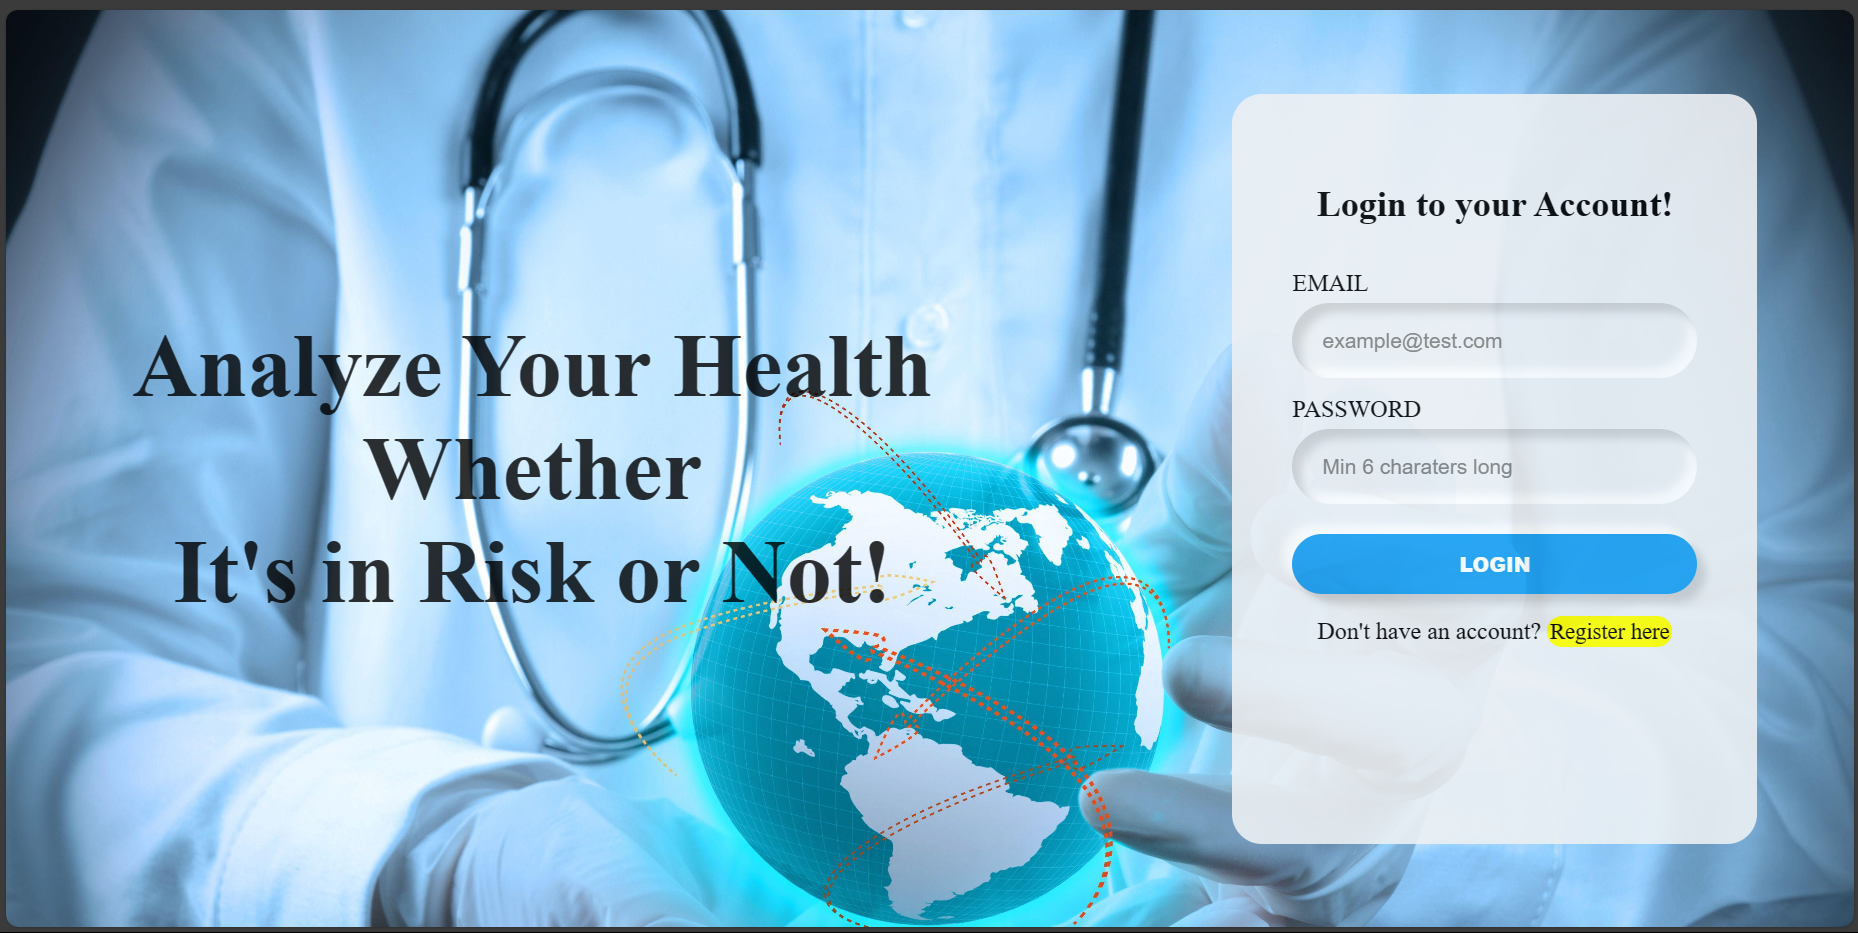 Analyze Your Health
Whether
It's in Risk or Not!
Login to your Account!
EMAIL
example@test.com
PASSWORD
Min 6 charaters long
LOGIN
Don't have an account? Register here